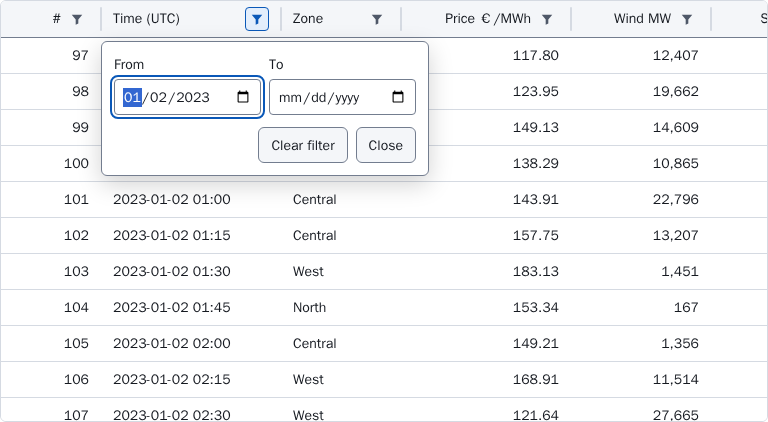 # Time (UTC) Zone Price €/MWh Wind MW S
97 117.80 12,407
From To
98 123.95 19,662
01/02/2023 mm/dd/yyyy
99 149.13 14,609
Clear filter Close
100 138.29 10,865
101 2023-01-02 01:00 Central 143.91 22,796
102 2023-01-02 01:15 Central 157.75 13,207
103 2023-01-02 01:30 West 183.13 1,451
104 2023-01-02 01:45 North 153.34 167
105 2023-01-02 02:00 Central 149.21 1,356
106 2023-01-02 02:15 West 168.91 11,514
107 2023-01-02 02:30 West 121.64 27,665